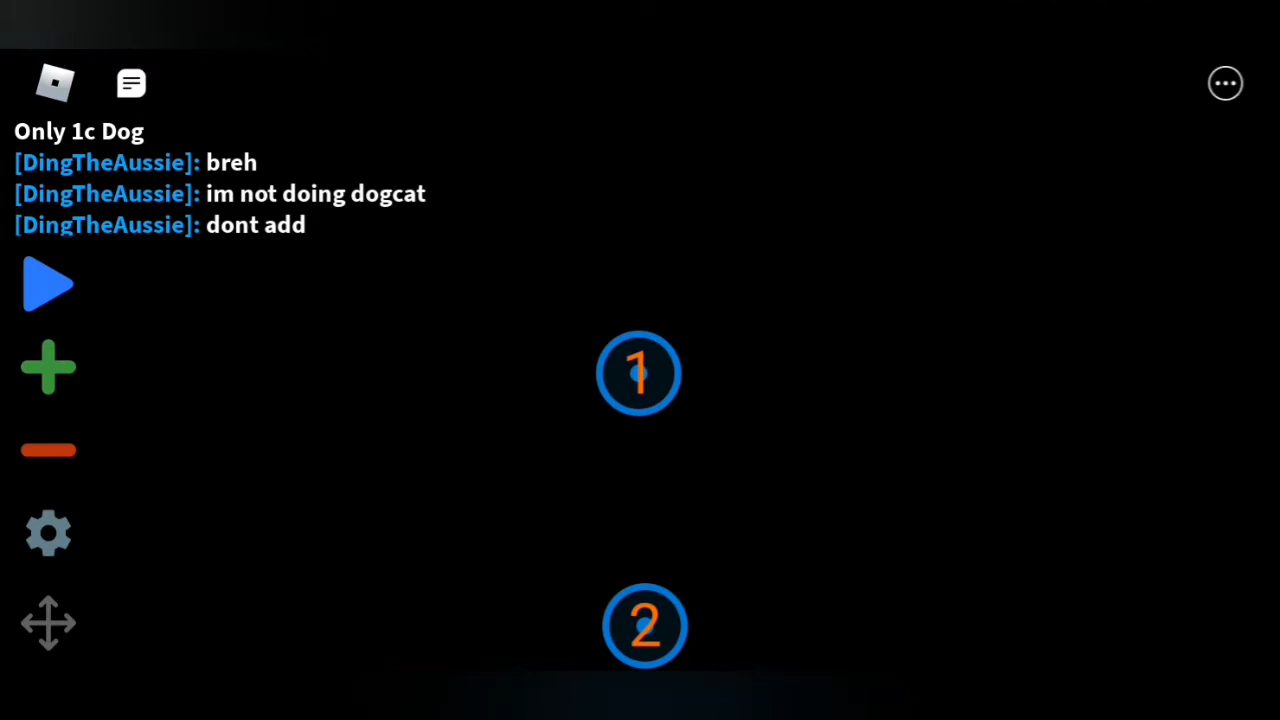 Only 1c Dog
[DingTheAussie]: breh
[DingTheAussie]: im not doing dogcat
[DingTheAussie]: dont add
1
2